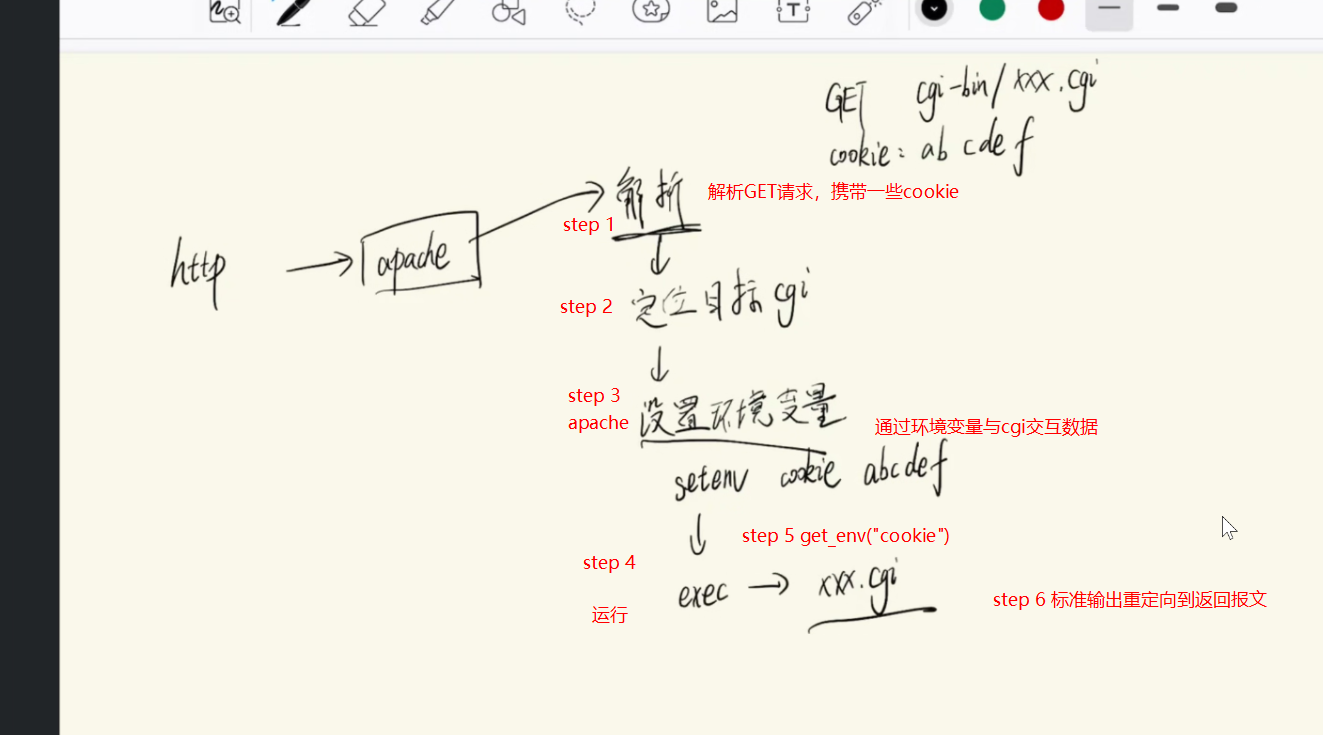 GET cgi-bin/xxx.cgi
cookie: abcdef
解析 解析GET请求，携带一些cookie
step 1
http
apache
step 2 定位目标cgi
step 3
apache 设置环境变量 通过环境变量与cgi交互数据
setenv cookie abcdef
step 5 get_env("cookie")
step 4
exec xxx.cgi
运行
step 6 标准输出重定向到返回报文